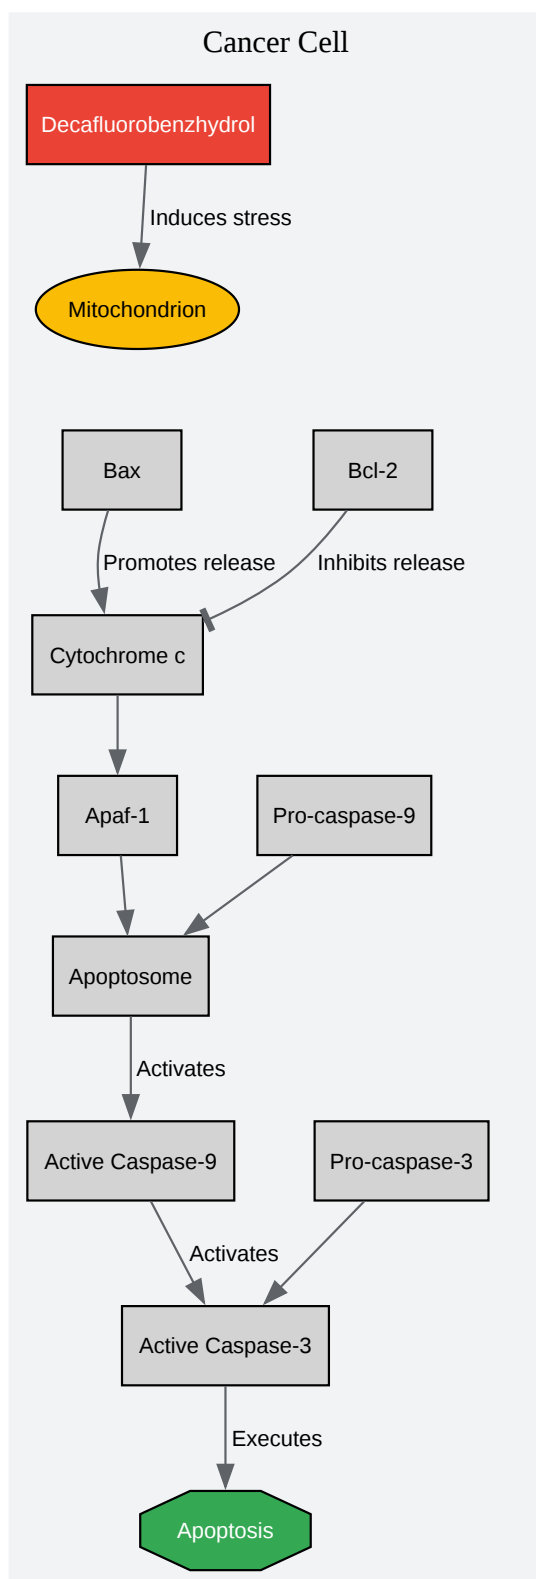 Cancer Cell
Decafluorobenzhydrol
Induces stress
Mitochondrion
Bax
Bcl-2
Promotes release
Inhibits release
Cytochrome c
Apaf-1
Pro-caspase-9
Apoptosome
Activates
Active Caspase-9
Pro-caspase-3
Activates
Active Caspase-3
Executes
Apoptosis